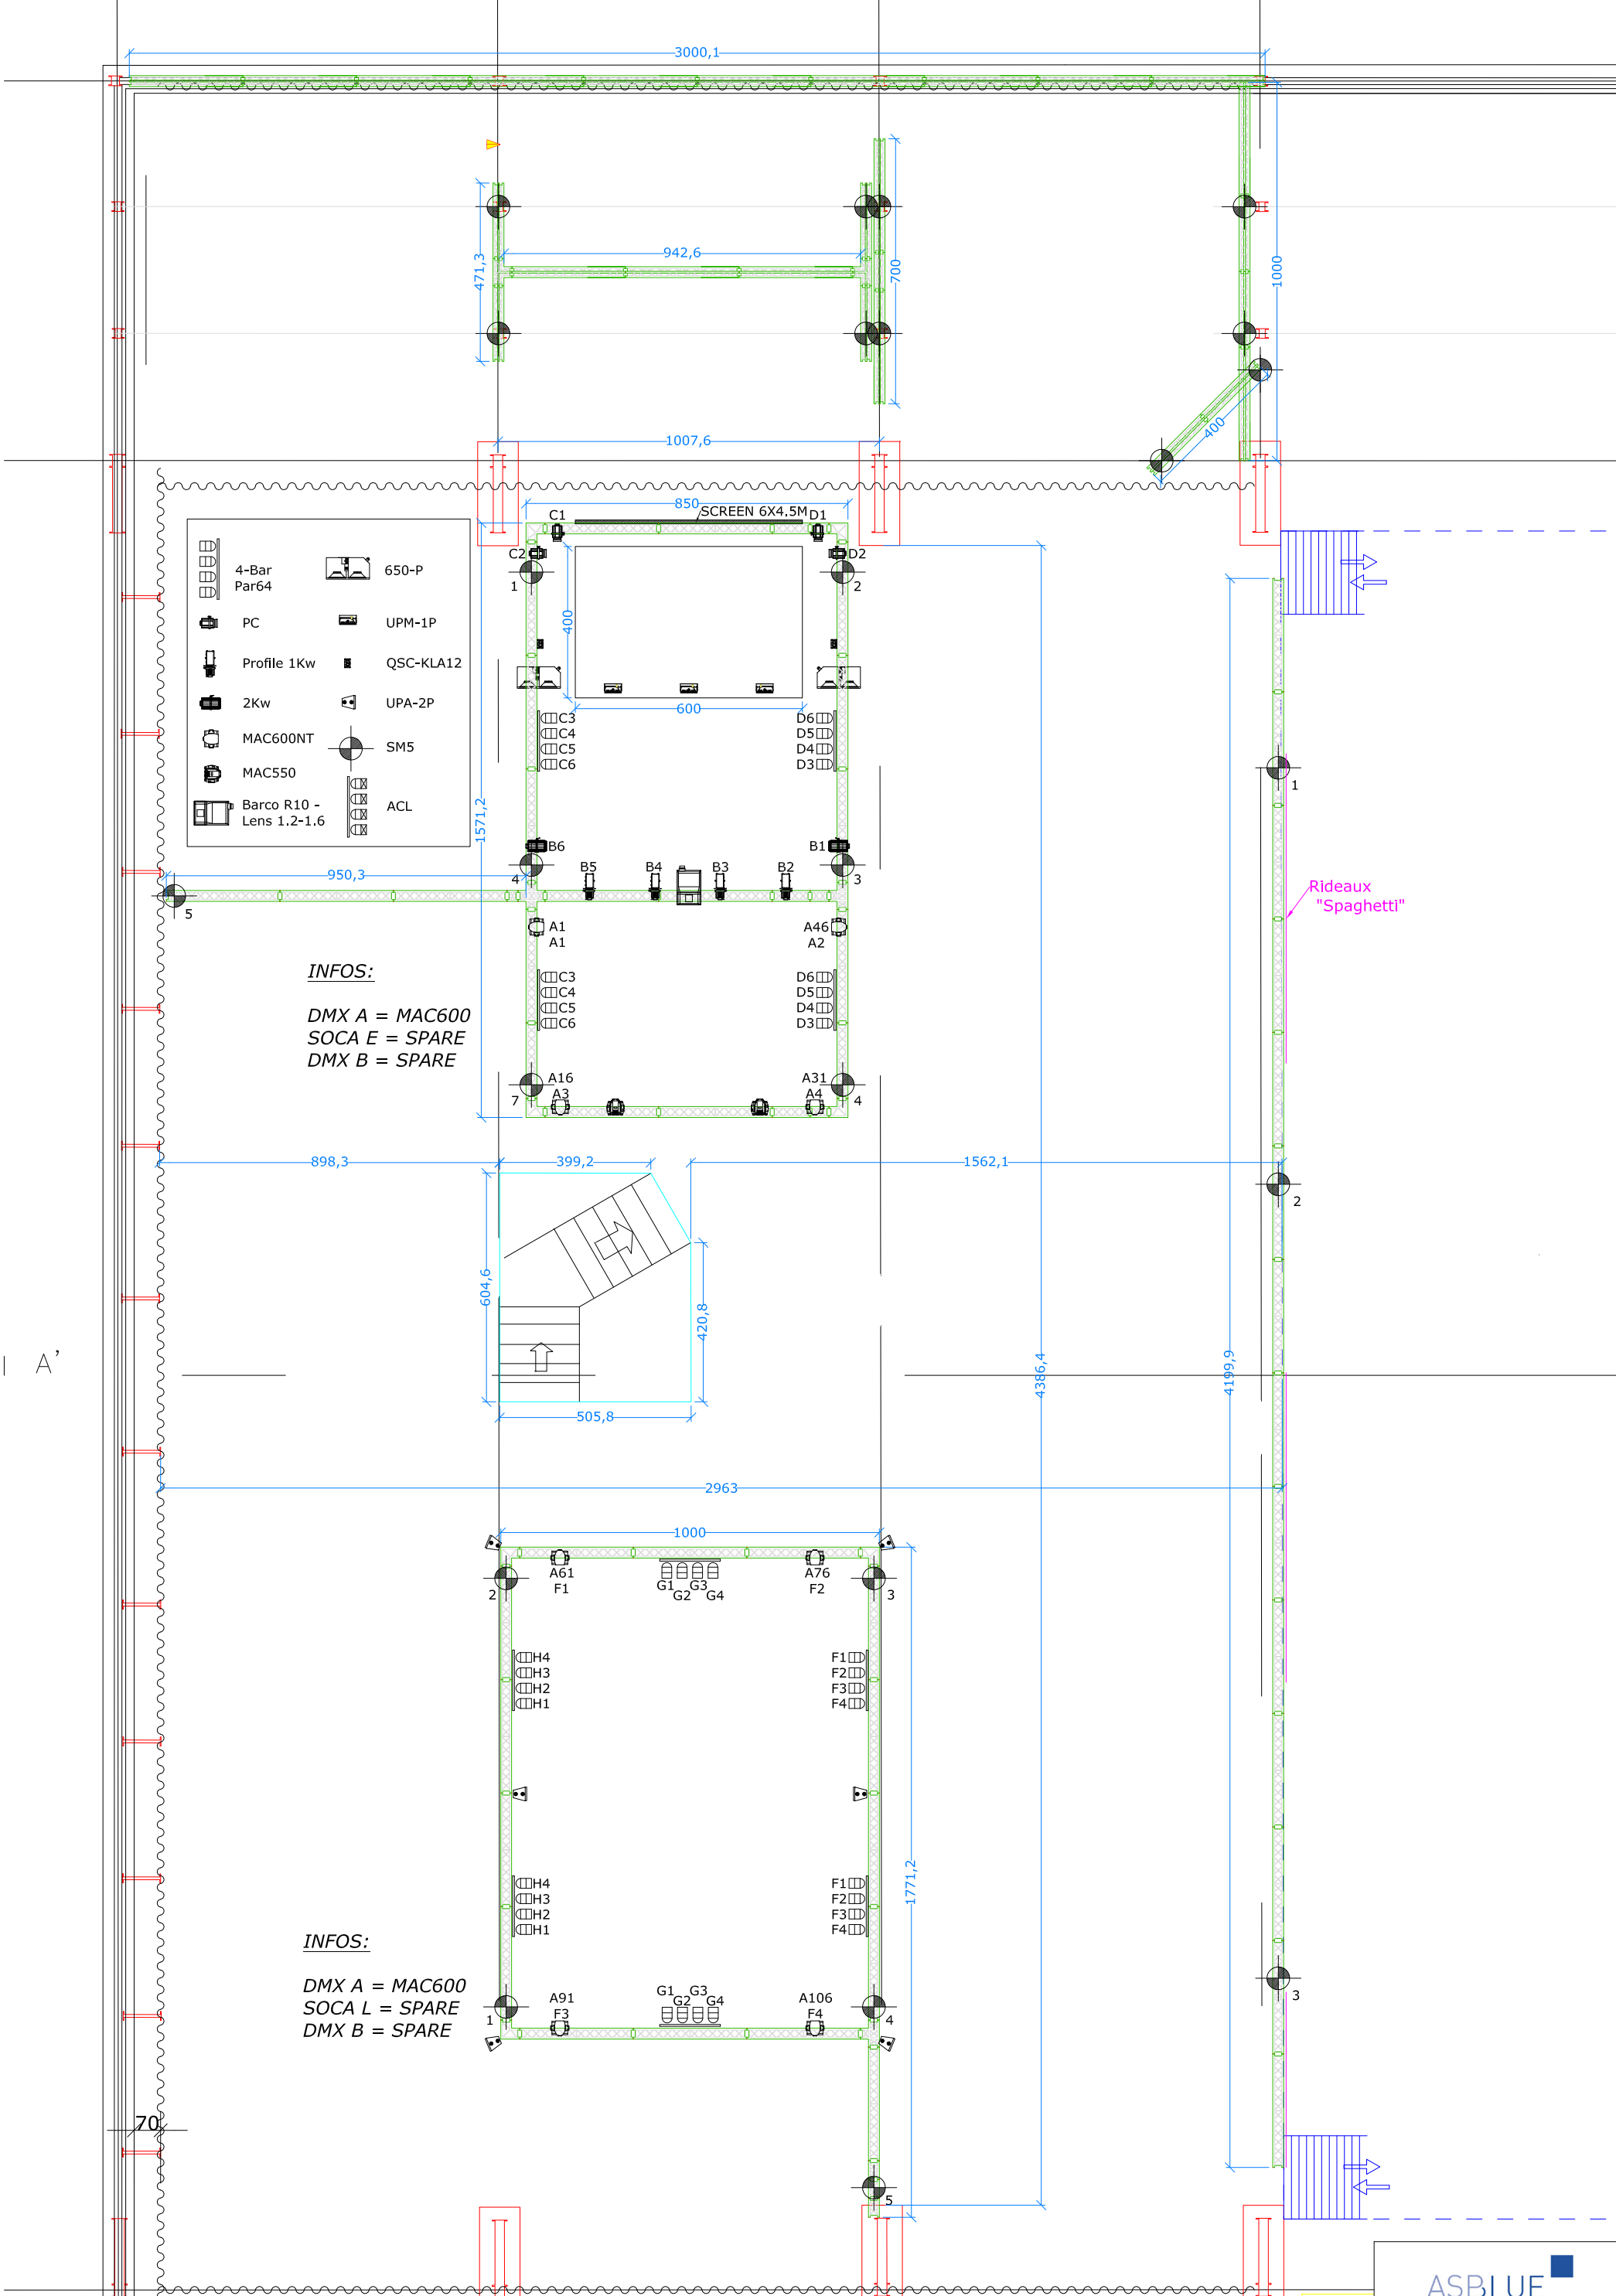 3000,1
942,6
471,3
700
1000
400
1007,6
850
SCREEN 6X4.5M
C1
D1
C2
D2
1
2
4-Bar
Par64
650-P
PC
UPM-1P
Profile 1Kw
QSC-KLA12
2Kw
UPA-2P
MAC600NT
SM5
MAC550
Barco R10 -
Lens 1.2-1.6
ACL
400
600
C3
C4
C5
C6
D6
D5
D4
D3
1571,2
1
B6
B1
4
3
B5
B4
B3
B2
950,3
5
Rideaux
"Spaghetti"
A1
A1
A46
A2
INFOS:
DMX A = MAC600
SOCA E = SPARE
DMX B = SPARE
C3
C4
C5
C6
D6
D5
D4
D3
A16
A3
A31
A4
7
4
898,3
399,2
1562,1
2
604,6
420,8
505,8
4386,4
4199,9
A'
2963
1000
A61
F1
G1
G2
G3
G4
A76
F2
2
3
H4
H3
H2
H1
F1
F2
F3
F4
1771,2
H4
H3
H2
H1
F1
F2
F3
F4
INFOS:
DMX A = MAC600
SOCA L = SPARE
DMX B = SPARE
A91
F3
G1
G2
G3
G4
A106
F4
1
4
3
70
5
ASBLUE